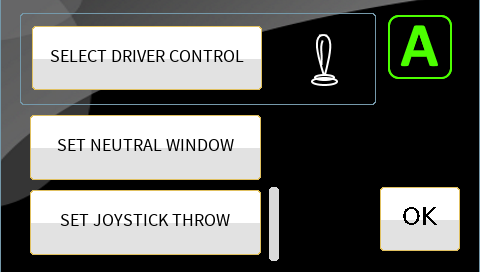 SELECT DRIVER CONTROL
A
SET NEUTRAL WINDOW
SET JOYSTICK THROW
OK